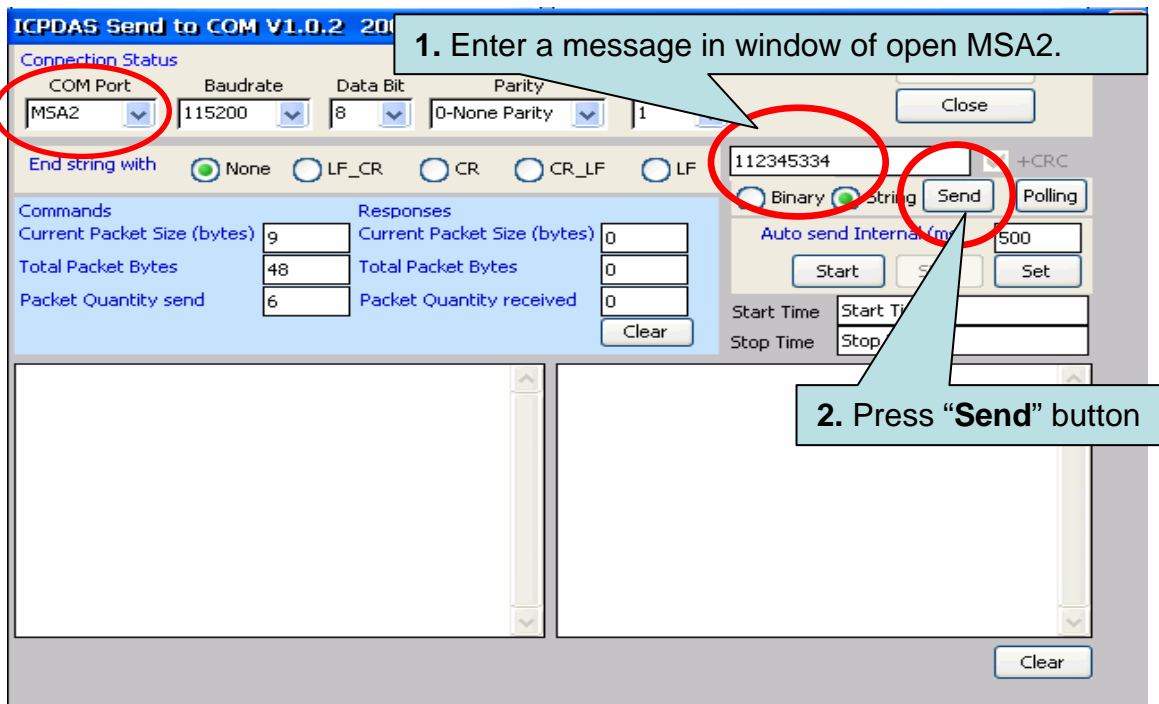 ICPDAS Send to COM V1.0.2
1. Enter a message in window of open MSA2.
Connection Status
COM Port Baudrate Data Bit Parity
MSA2 115200 8 0-None Parity 1
Close
End string with None LF_CR CR CR_LF LF
112345334 +CRC
Binary String Send Polling
Commands Responses
Current Packet Size (bytes) 9 Current Packet Size (bytes) 0
Auto send Internal 500
Total Packet Bytes 48 Total Packet Bytes 0
Start Set
Packet Quantity send 6 Packet Quantity received 0
Clear
Start Time Start
Stop Time Stop
2. Press “Send” button
Clear